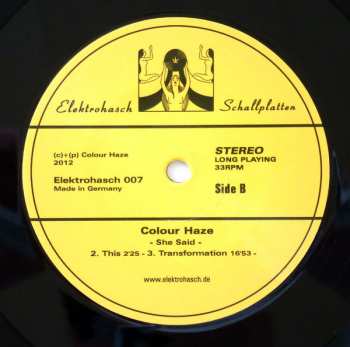 Elektrohasch Schallplatten
(c)+(p) Colour Haze
2012
STEREO
LONG PLAYING
33RPM
Elektrohasch 007
Made in Germany
Side B
Colour Haze
- She Said -
2. This 2'25 - 3. Transformation 16'53 -
www.elektrohasch.de